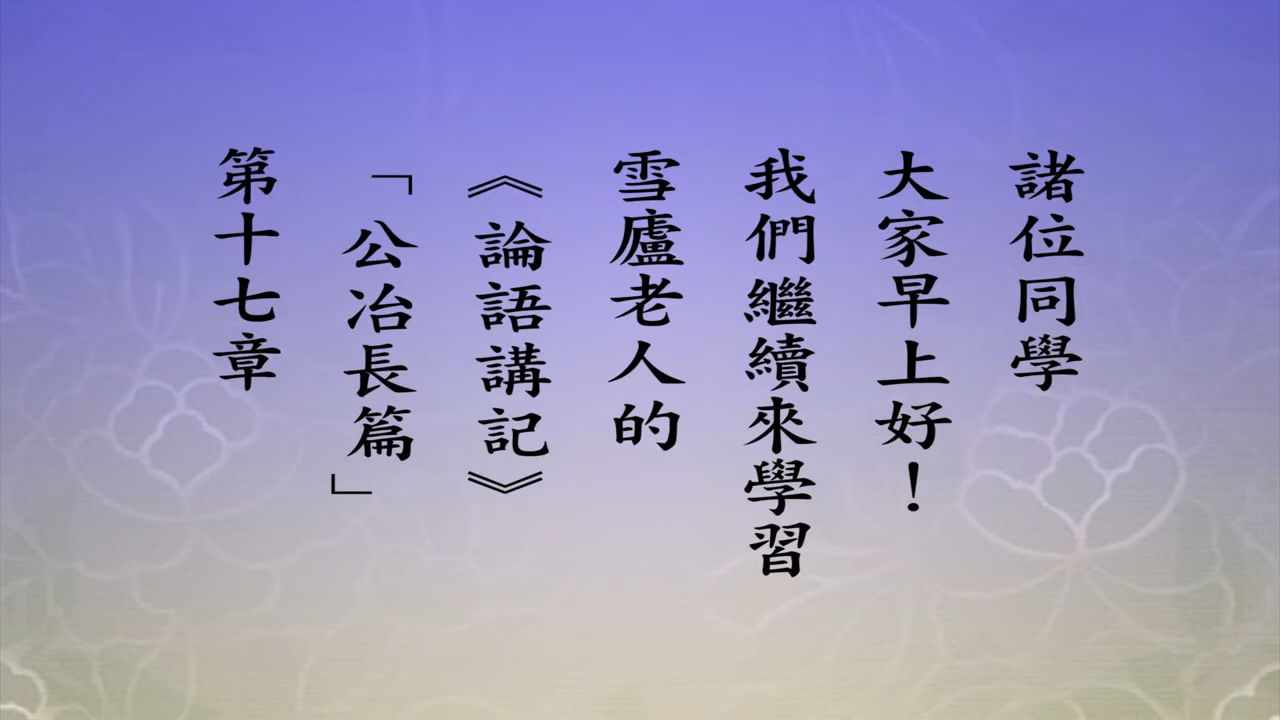 諸位同學
大家早上好！
我們繼續來學習
雪廬老人的
《論語講記》
「公冶長篇」
第十七章